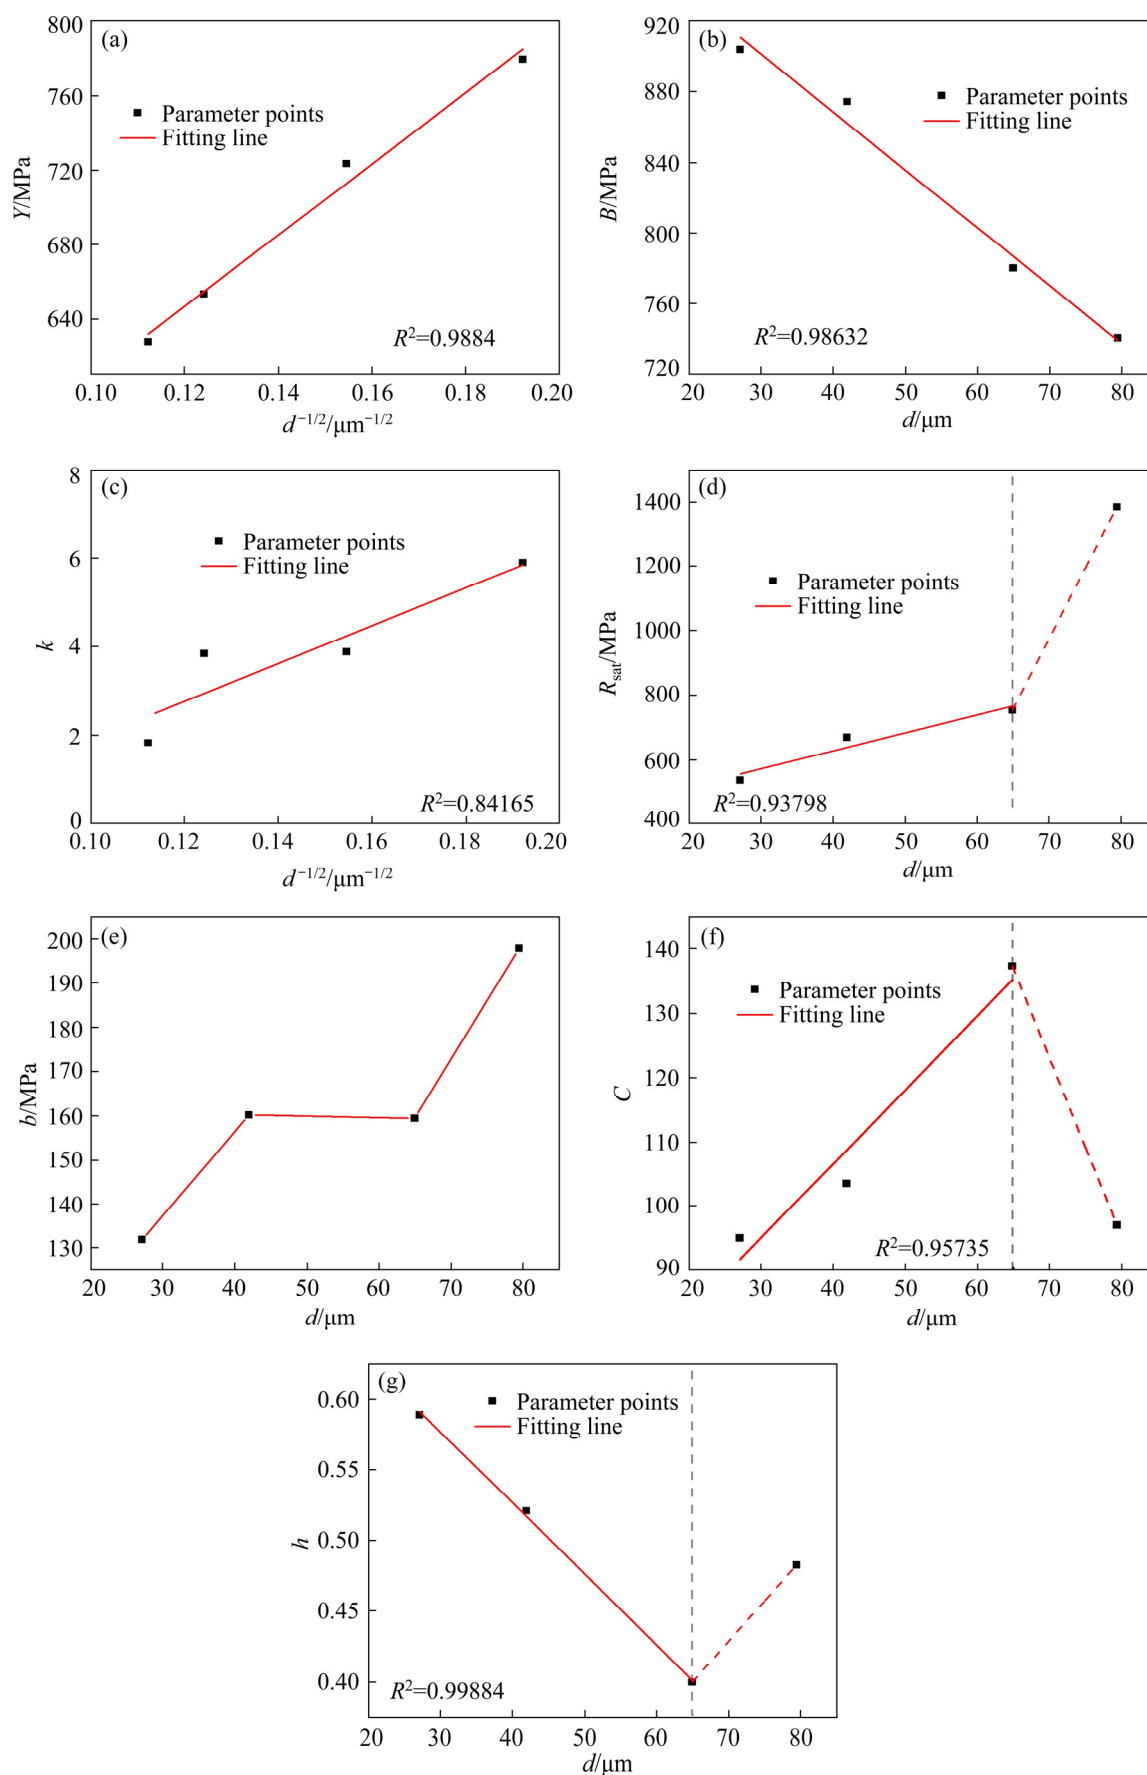 (a)
800
760
720
680
640
Y/MPa
Parameter points
Fitting line
R²=0.9884
0.10 0.12 0.14 0.16 0.18 0.20
d⁻¹/²/μm⁻¹/²
(b)
920
880
840
800
760
720
B/MPa
Parameter points
Fitting line
R²=0.98632
20 30 40 50 60 70 80
d/μm
(c)
8
6
4
2
0
k
Parameter points
Fitting line
R²=0.84165
0.10 0.12 0.14 0.16 0.18 0.20
d⁻¹/²/μm⁻¹/²
(d)
1400
1200
1000
800
600
400
Rsat/MPa
Parameter points
Fitting line
R²=0.93798
20 30 40 50 60 70 80
d/μm
(e)
200
190
180
170
160
150
140
130
b/MPa
20 30 40 50 60 70 80
d/μm
(f)
140
130
120
110
100
90
C
Parameter points
Fitting line
R²=0.95735
20 30 40 50 60 70 80
d/μm
(g)
0.60
0.55
0.50
0.45
0.40
h
Parameter points
Fitting line
R²=0.99884
20 30 40 50 60 70 80
d/μm